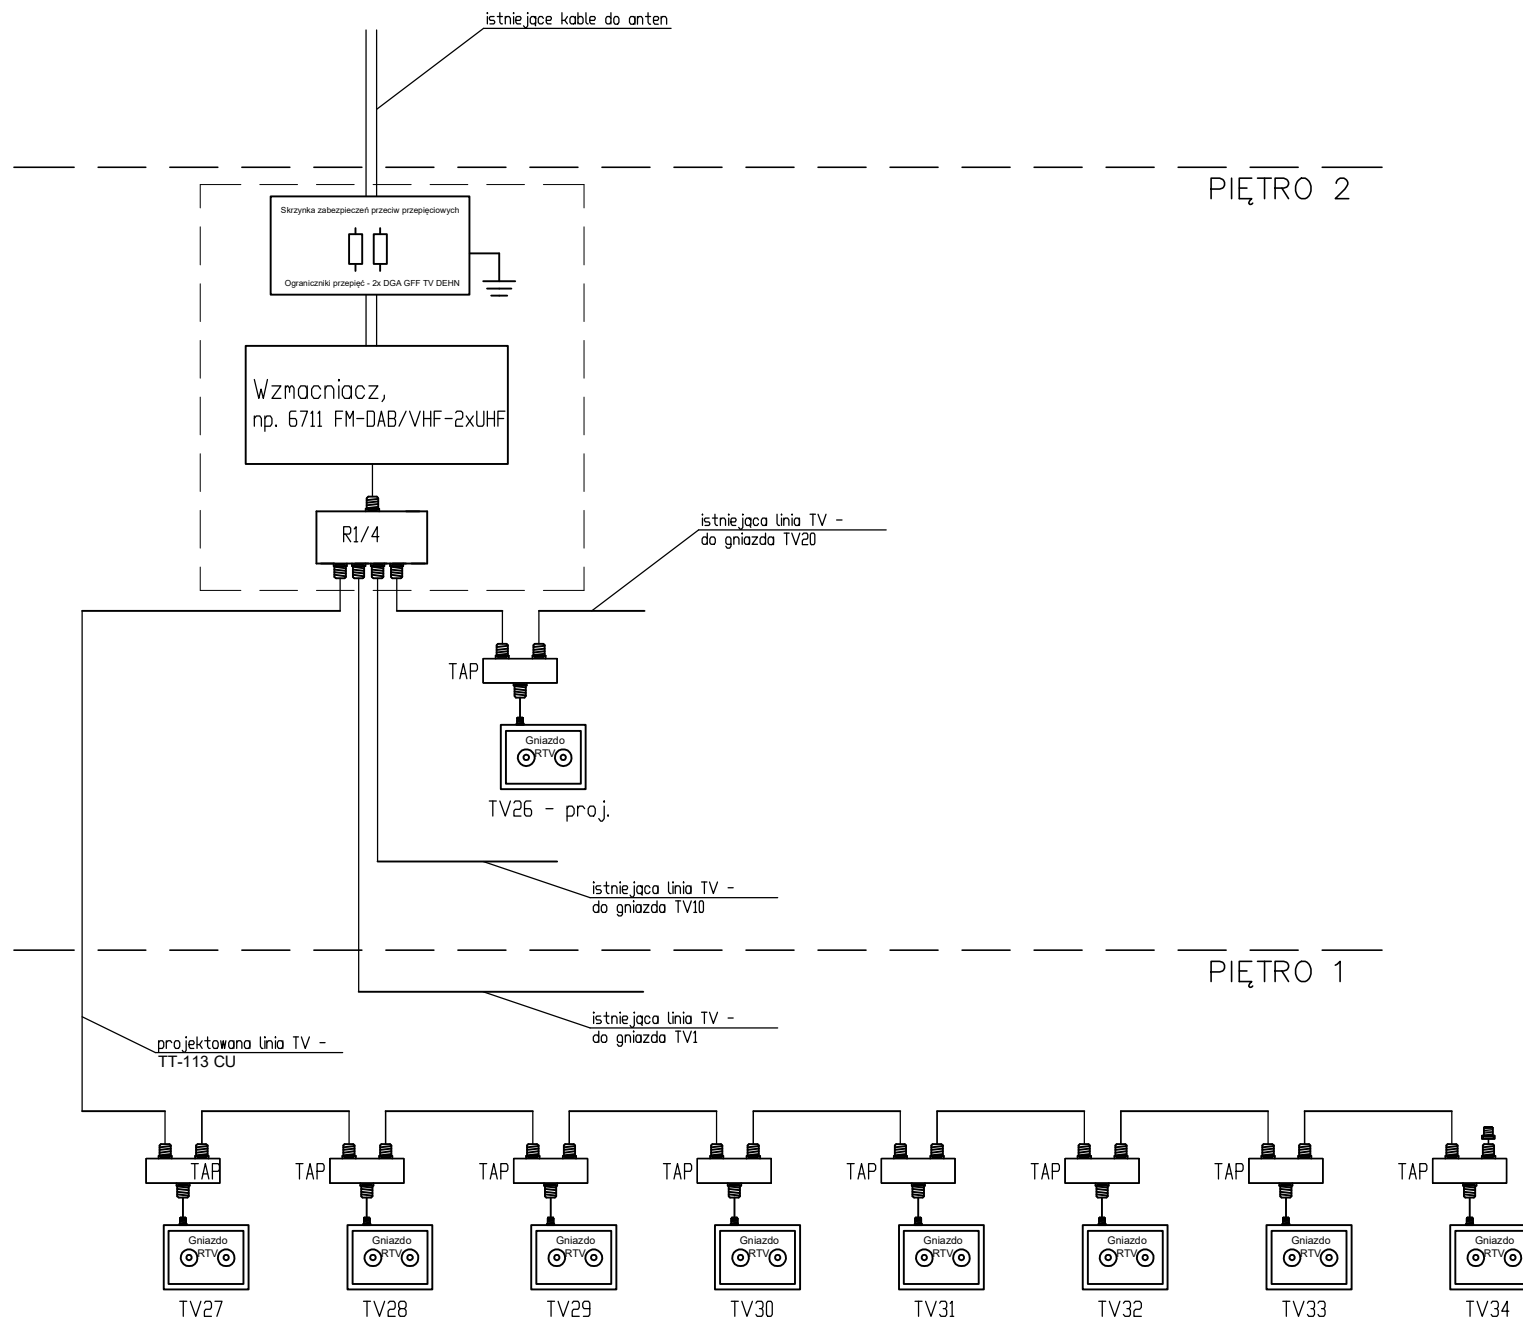 istniejące kable do anten
PIĘTRO 2
Skrzynka zabezpieczeń przeciw przepięciowych
Ograniczniki przepięć - 2x DGA GFF TV DEHN
Wzmacniacz,
np. 6711 FM-DAB/VHF-2xUHF
R1/4
istniejąca linia TV -
do gniazda TV20
TAP
Gniazdo
RTV
TV26 - proj.
istniejąca linia TV -
do gniazda TV10
PIĘTRO 1
istniejąca linia TV -
do gniazda TV1
projektowana linia TV -
TT-113 CU
TAP
TAP
TAP
TAP
TAP
TAP
TAP
TAP
Gniazdo
RTV
Gniazdo
RTV
Gniazdo
RTV
Gniazdo
RTV
Gniazdo
RTV
Gniazdo
RTV
Gniazdo
RTV
Gniazdo
RTV
TV27
TV28
TV29
TV30
TV31
TV32
TV33
TV34